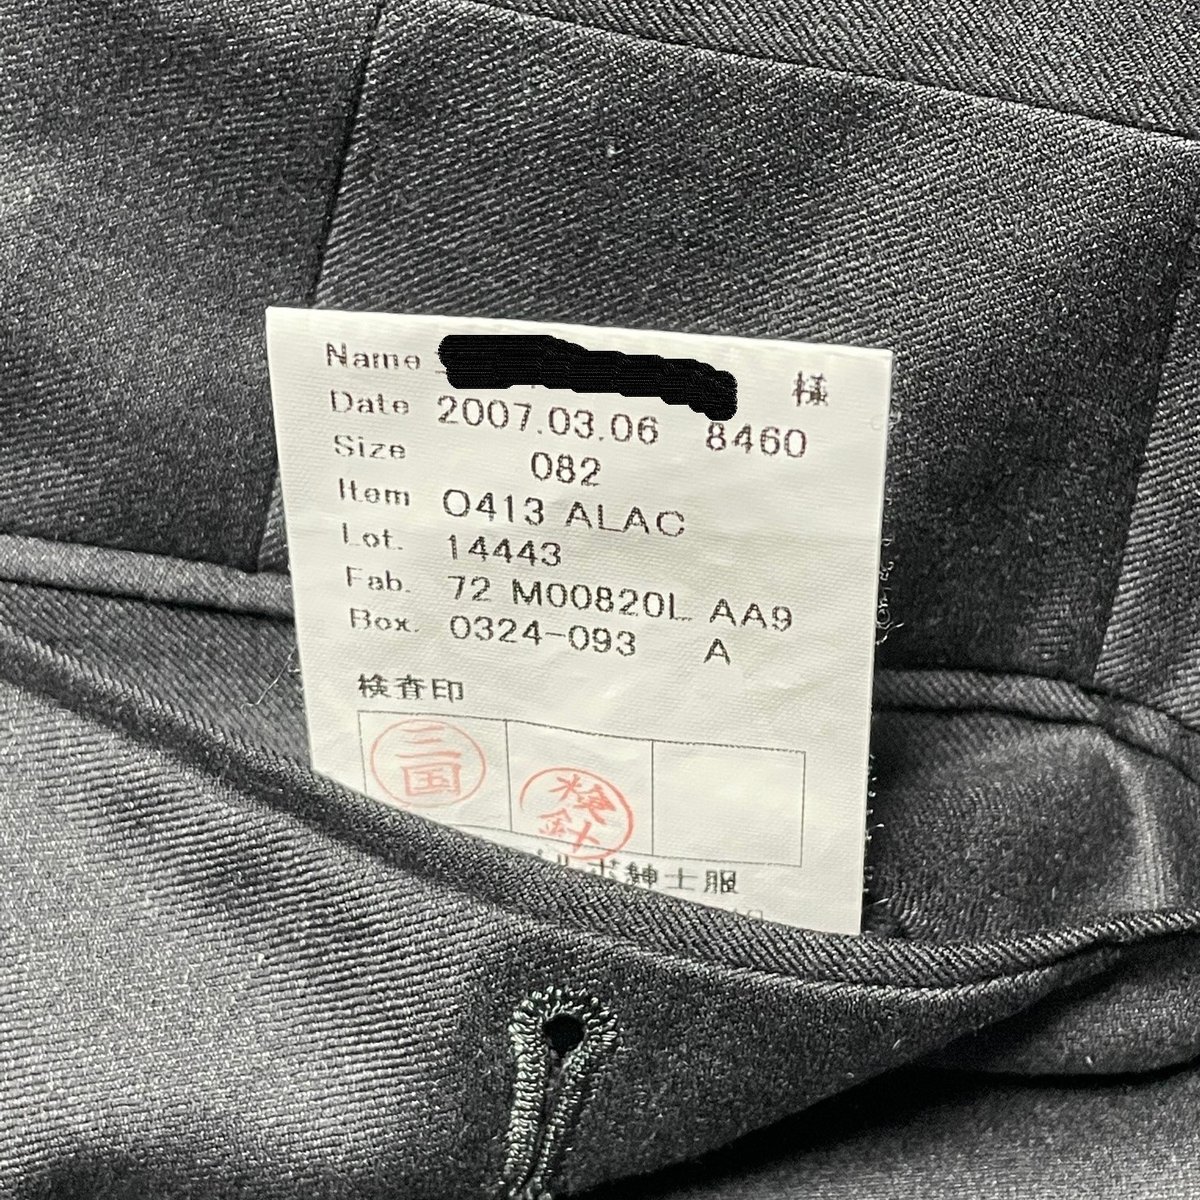 Name 様
Date 2007.03.06 8460
Size 082
Item O413 ALAC
Lot. 14443
Fab. 72 M00820L AA9
Box. 0324-093 A
検査印
三国
検針
紳士服